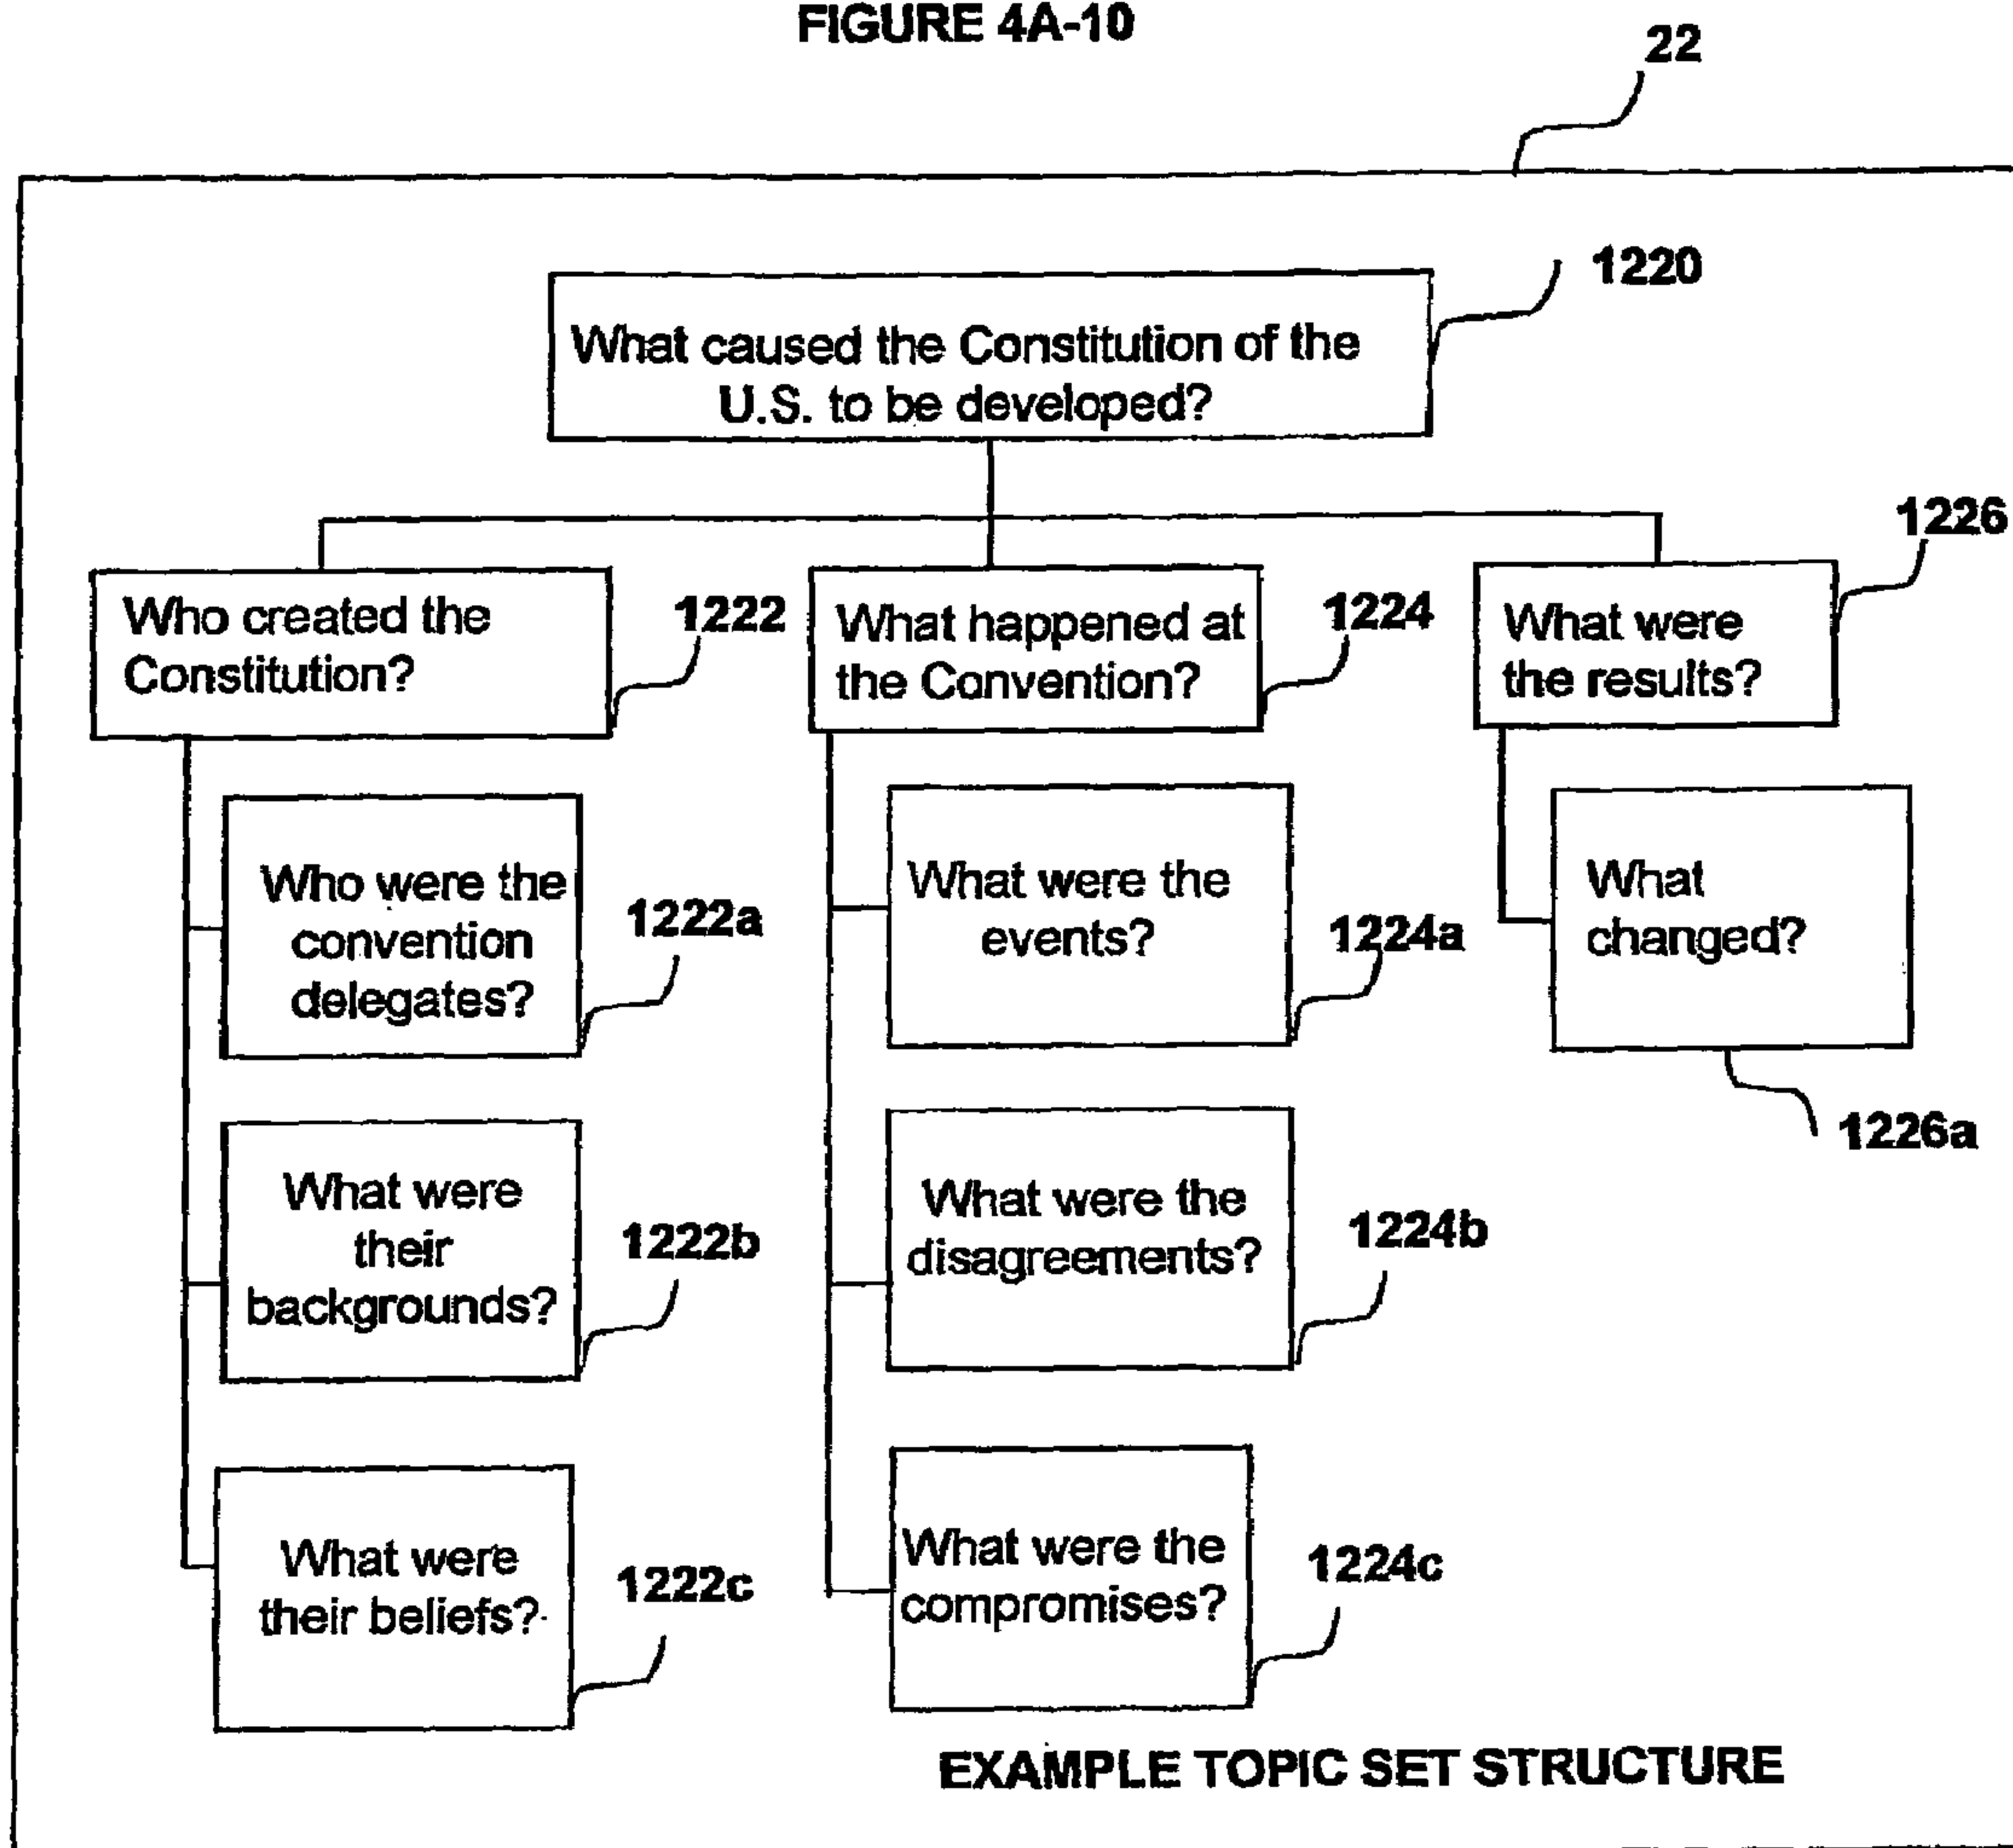 FIGURE 4A-10
22
1220
What caused the Constitution of the
U.S. to be developed?
Who created the
Constitution?
1222
What happened at
the Convention?
1224
What were
the results?
1226
Who were the
convention
delegates?
1222a
What were the
events?
1224a
What
changed?
1226a
What were
their
backgrounds?
1222b
What were the
disagreements?
1224b
What were
their beliefs?
1222c
What were the
compromises?
1224c
EXAMPLE TOPIC SET STRUCTURE